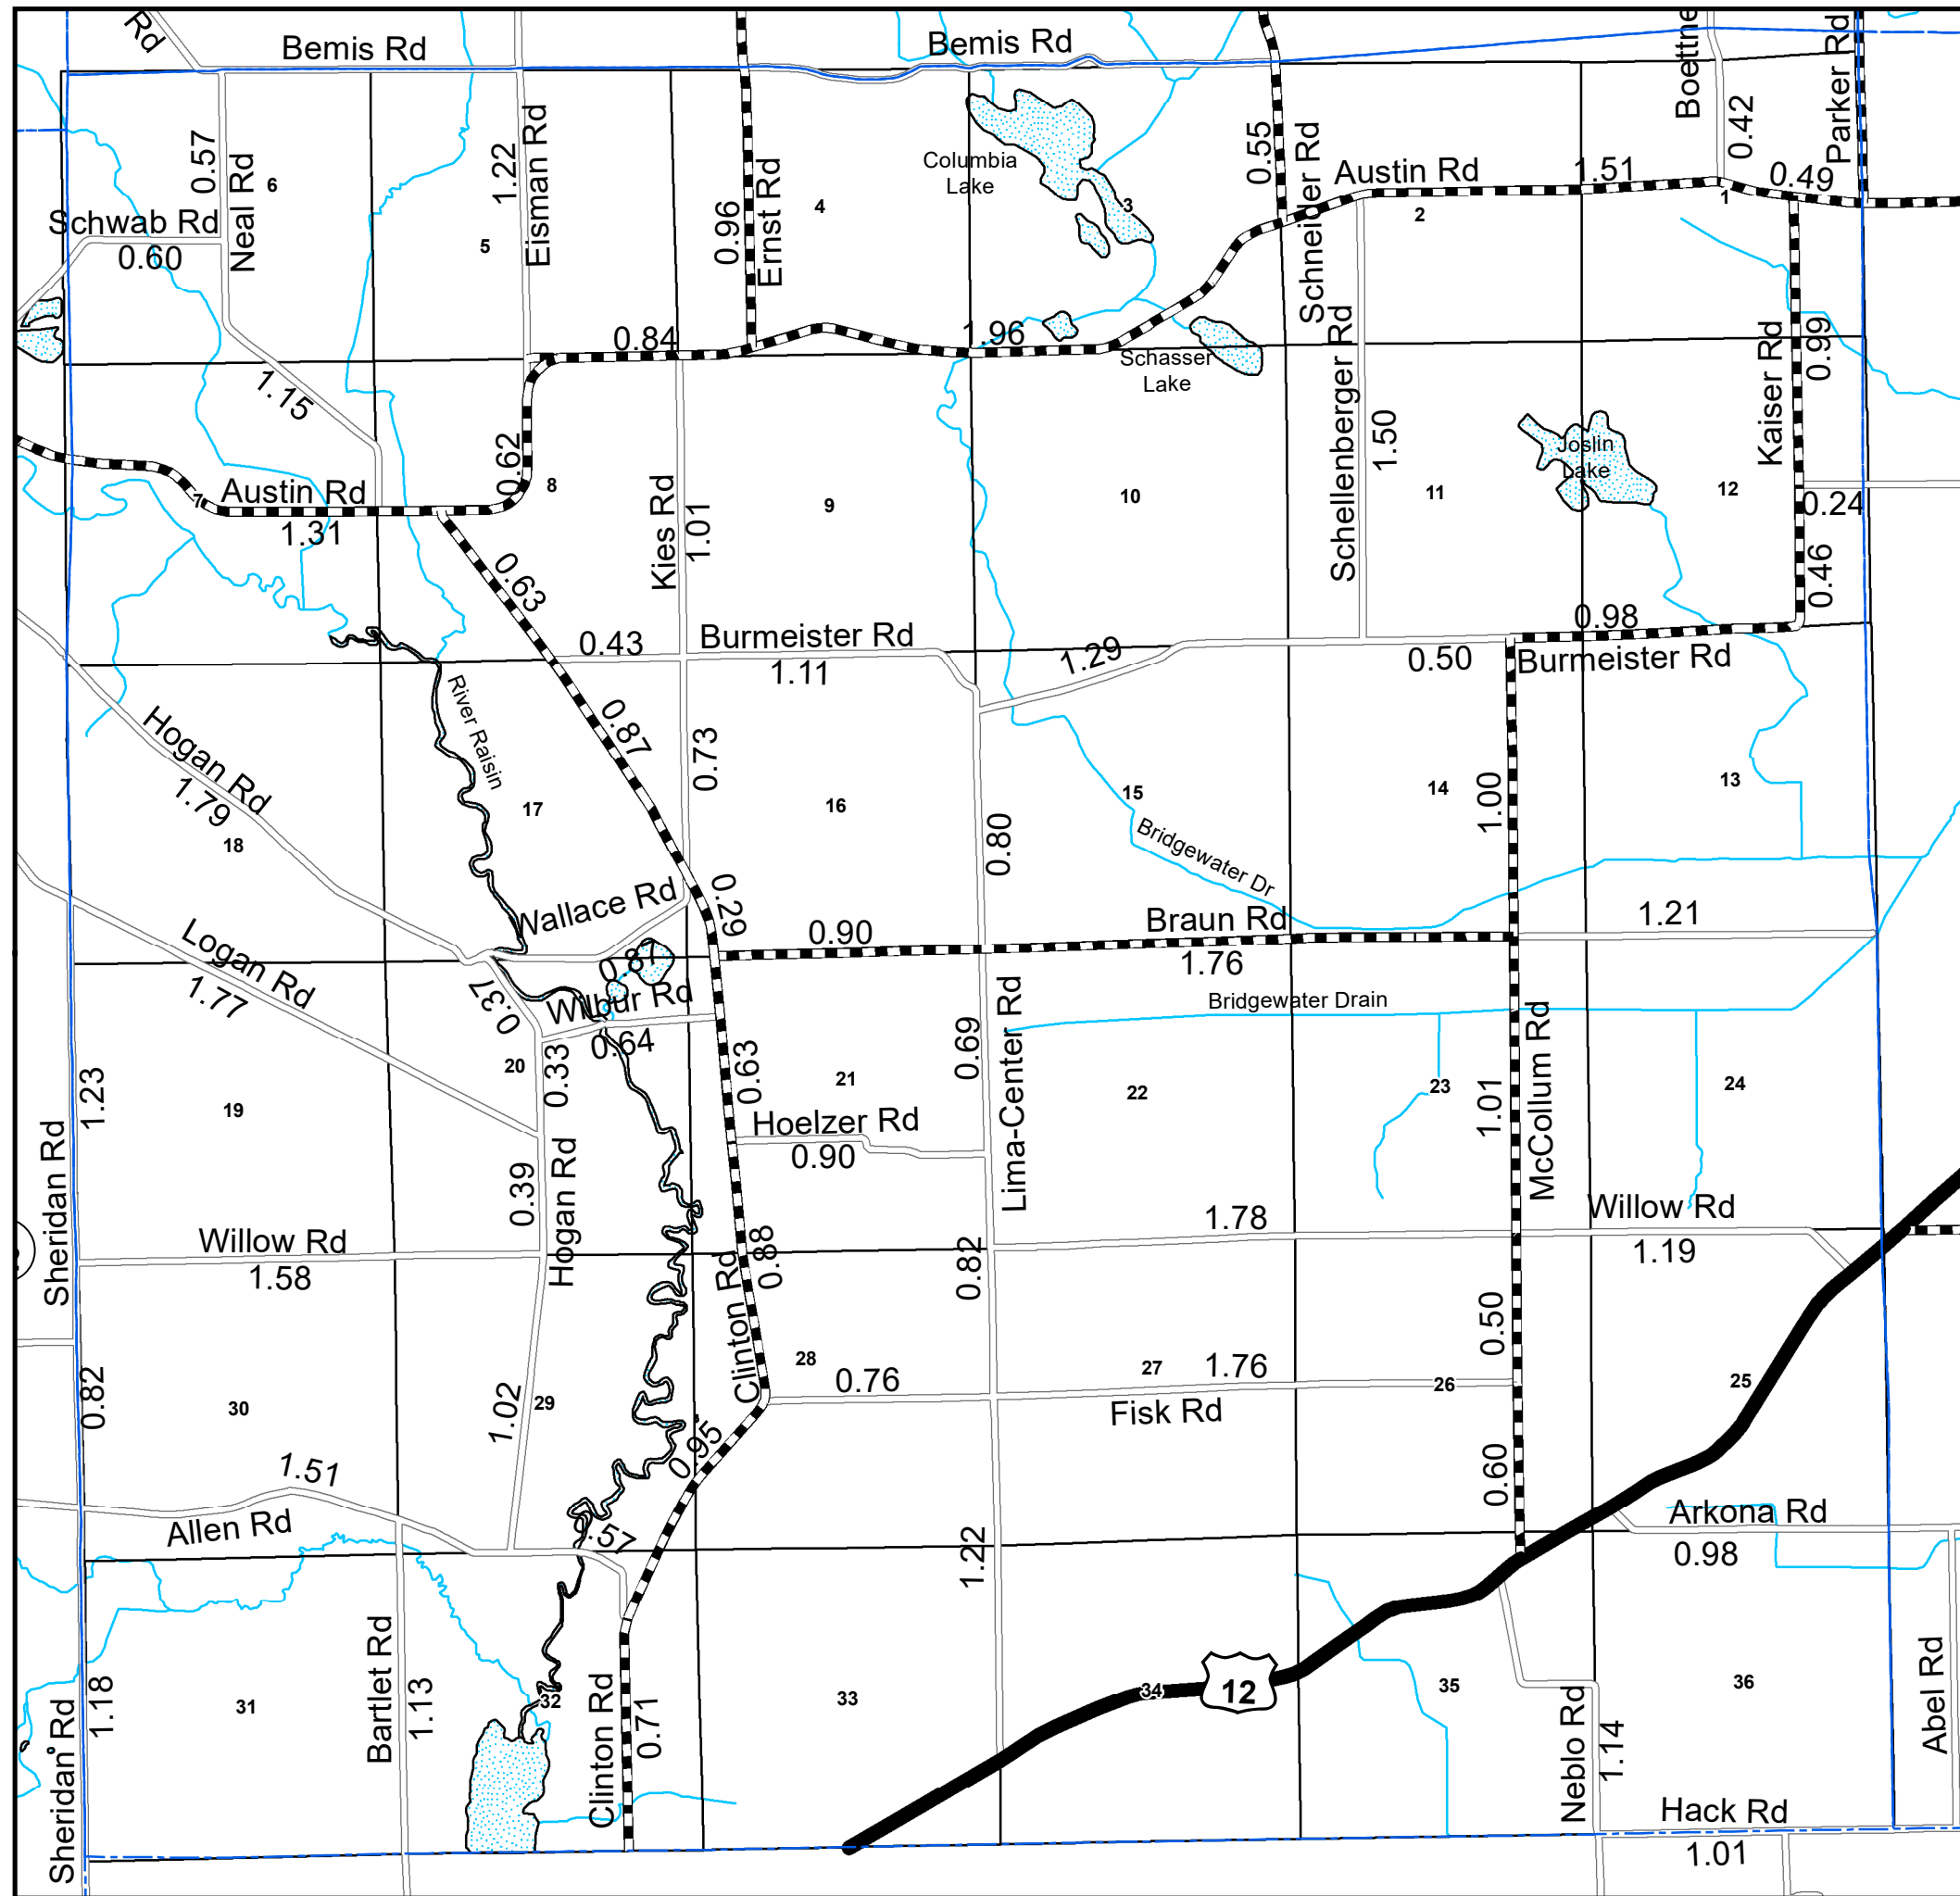 Rd
Bemis Rd
Bemis Rd
Boettne
Parker Rd
0.57
Neal Rd
6
1.22
Eisman Rd
0.96
Ernst Rd
4
Columbia
Lake
3
0.55
Schneider Rd
Austin Rd
1.51
0.42
0.49
1
2
Schwab Rd
0.60
5
0.84
1.96
Schasser
Lake
Schellenberger Rd
1.50
Kaiser Rd
0.99
1.15
0.62
8
Joslin
Lake
7
Austin Rd
1.31
Kies Rd
1.01
9
10
11
12
0.24
0.63
0.46
0.43
Burmeister Rd
1.11
1.29
0.50
0.98
Burmeister Rd
River Raisin
Hogan Rd
1.79
0.87
0.73
18
17
16
15
14
13
1.00
0.80
Bridgewater Dr
Wallace Rd
0.29
0.90
Braun Rd
1.76
1.21
Logan Rd
1.77
0.87
0.37
Wilbur Rd
0.64
Bridgewater Drain
Lima-Center Rd
0.69
McCollum Rd
1.01
20
0.33
0.63
21
22
23
24
19
1.23
Sheridan Rd
Hoelzer Rd
0.90
0.39
Hogan Rd
Willow Rd
1.58
Clinton Rd
0.88
0.82
1.78
Willow Rd
1.19
0.50
0.82
30
1.02
29
28
0.76
27
1.76
26
25
Fisk Rd
0.95
0.60
1.51
Allen Rd
.57
1.22
Arkona Rd
0.98
Sheridan Rd
1.18
31
Bartlet Rd
1.13
32
Clinton Rd
0.71
33
34
12
35
36
Neblo Rd
1.14
Abel Rd
Hack Rd
1.01